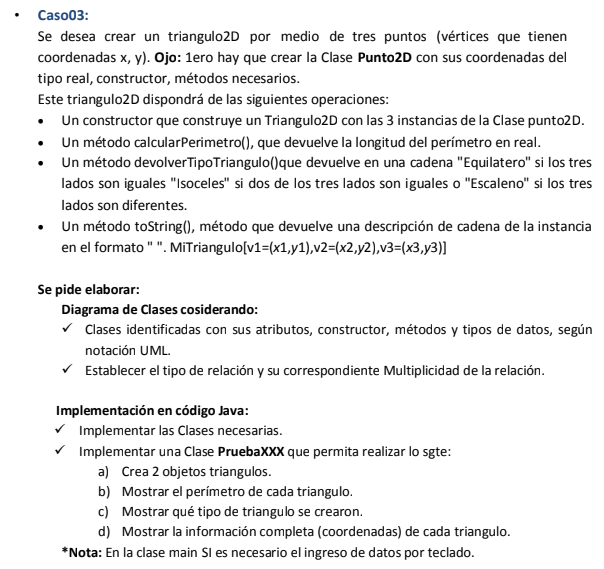 • Caso03:
Se desea crear un triangulo2D por medio de tres puntos (vértices que tienen
coordenadas x, y). Ojo: 1ero hay que crear la Clase Punto2D con sus coordenadas del
tipo real, constructor, métodos necesarios.
Este triangulo2D dispondrá de las siguientes operaciones:
• Un constructor que construye un Triangulo2D con las 3 instancias de la Clase punto2D.
• Un método calcularPerimetro(), que devuelve la longitud del perímetro en real.
• Un método devolverTipoTriangulo()que devuelve en una cadena "Equilatero" si los tres
lados son iguales "Isoceles" si dos de los tres lados son iguales o "Escaleno" si los tres
lados son diferentes.
• Un método toString(), método que devuelve una descripción de cadena de la instancia
en el formato " ". MiTriangulo[v1=(x1,y1),v2=(x2,y2),v3=(x3,y3)]
Se pide elaborar:
Diagrama de Clases cosiderando:
✓ Clases identificadas con sus atributos, constructor, métodos y tipos de datos, según
notación UML.
✓ Establecer el tipo de relación y su correspondiente Multiplicidad de la relación.
Implementación en código Java:
✓ Implementar las Clases necesarias.
✓ Implementar una Clase PruebaXXX que permita realizar lo sgte:
a) Crea 2 objetos triangulos.
b) Mostrar el perímetro de cada triangulo.
c) Mostrar qué tipo de triangulo se crearon.
d) Mostrar la información completa (coordenadas) de cada triangulo.
*Nota: En la clase main SI es necesario el ingreso de datos por teclado.